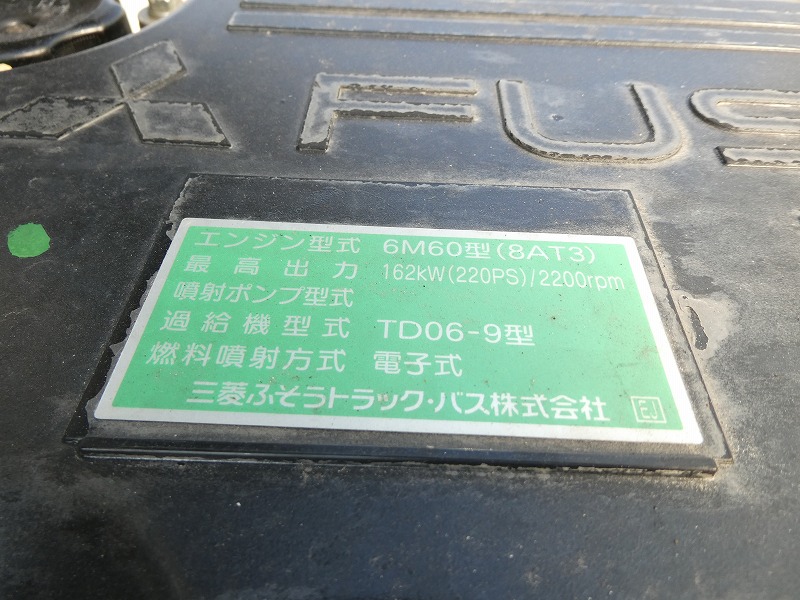 FUS
エンジン型式 6M60型(8AT3)
最高出力 162kW(220PS)/2200rpm
噴射ポンプ型式
過給機型式 TD06-9型
燃料噴射方式 電子式
三菱ふそうトラック・バス株式会社 EJ